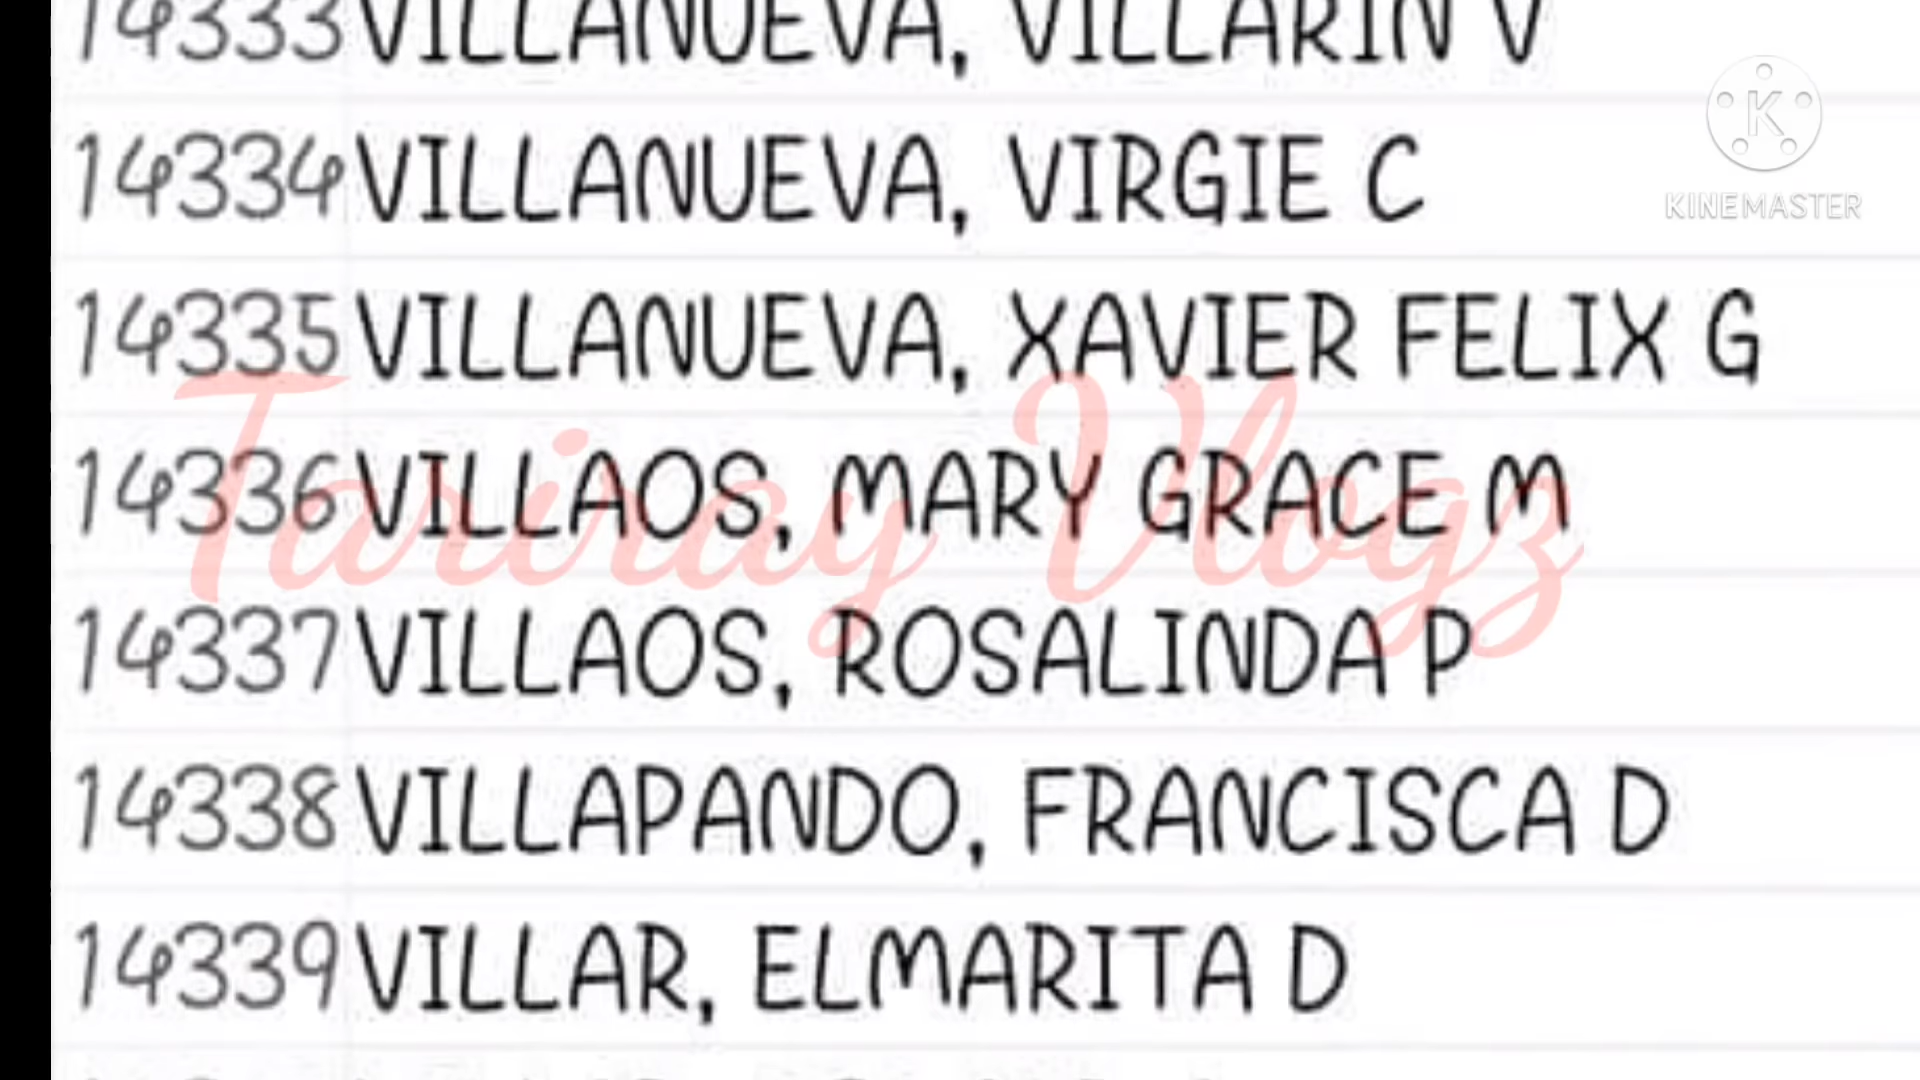 14333 VILLANUEVA, VILLARIN V
14334 VILLANUEVA, VIRGIE C
14335 VILLANUEVA, XAVIER FELIX G
14336 VILLAOS, MARY GRACE M
14337 VILLAOS, ROSALINDA P
14338 VILLAPANDO, FRANCISCA D
14339 VILLAR, ELMARITA D
K
KINEMASTER
Tariray Vlogz